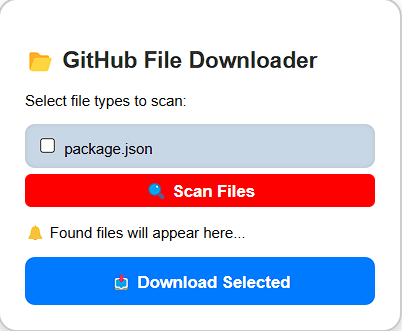 📂 GitHub File Downloader
Select file types to scan:
package.json
🔍 Scan Files
🔔 Found files will appear here...
📥 Download Selected